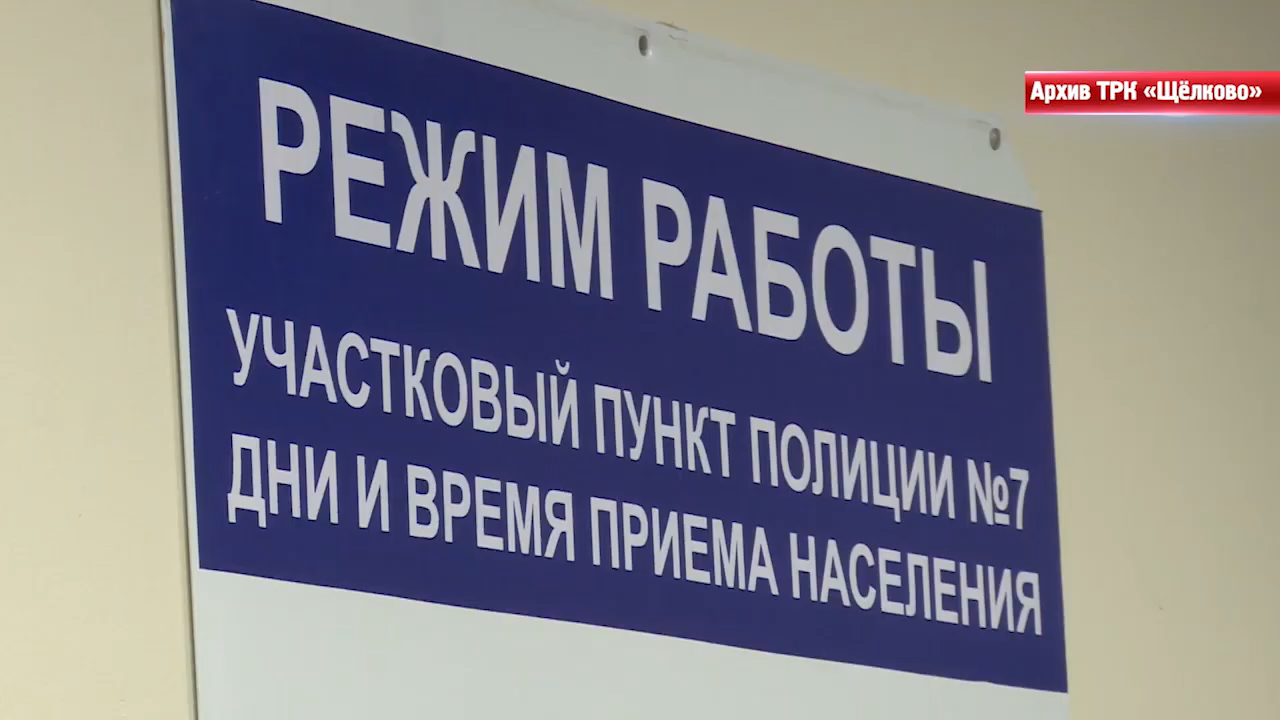 Архив ТРК «Щёлково»
РЕЖИМ РАБОТЫ
УЧАСТКОВЫЙ ПУНКТ ПОЛИЦИИ №7
ДНИ И ВРЕМЯ ПРИЕМА НАСЕЛЕНИЯ